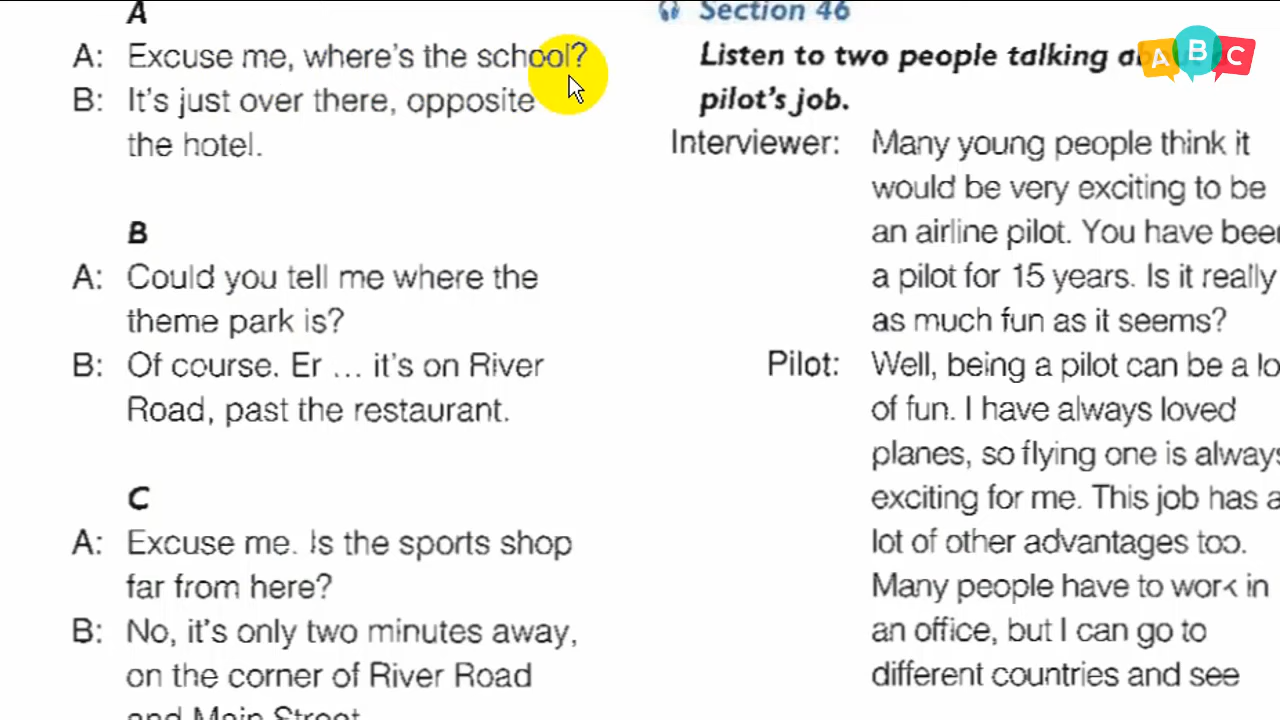 A
A: Excuse me, where's the school?
B: It's just over there, opposite
the hotel.
B
A: Could you tell me where the
theme park is?
B: Of course. Er ... it's on River
Road, past the restaurant.
C
A: Excuse me. Is the sports shop
far from here?
B: No, it's only two minutes away,
on the corner of River Road
and Main Street
Section 46
Listen to two people talking
pilot's job.
Interviewer: Many young people think it
would be very exciting to be
an airline pilot. You have been
a pilot for 15 years. Is it really
as much fun as it seems?
Pilot: Well, being a pilot can be a lo
of fun. I have always loved
planes, so flying one is always
exciting for me. This job has a
lot of other advantages too.
Many people have to work in
an office, but I can go to
different countries and see
ABC